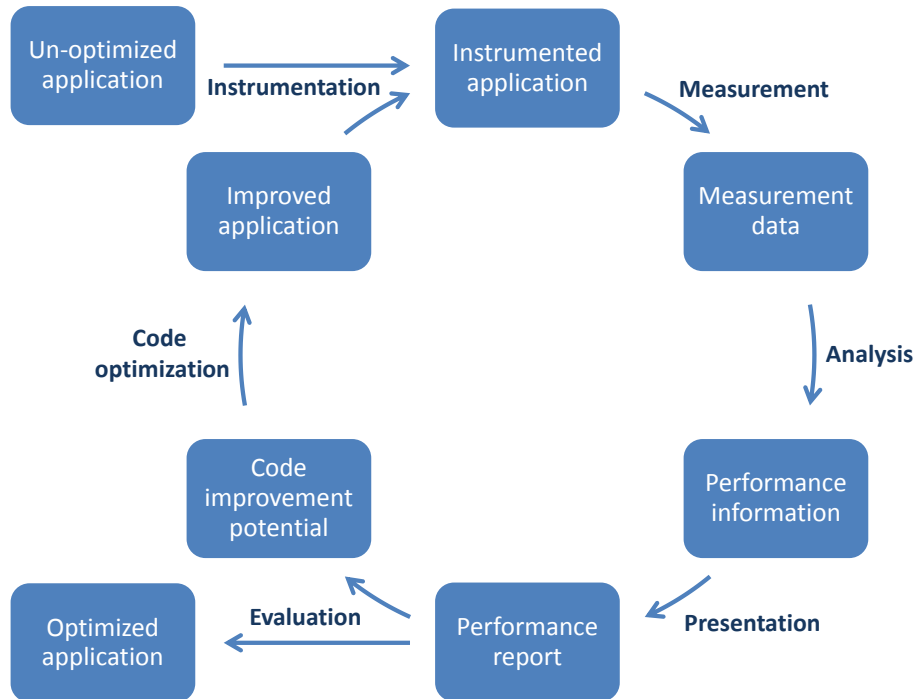 Un-optimized
application
Instrumentation
Instrumented
application
Measurement
Improved
application
Measurement
data
Code
optimization
Analysis
Code
improvement
potential
Performance
information
Optimized
application
Evaluation
Performance
report
Presentation